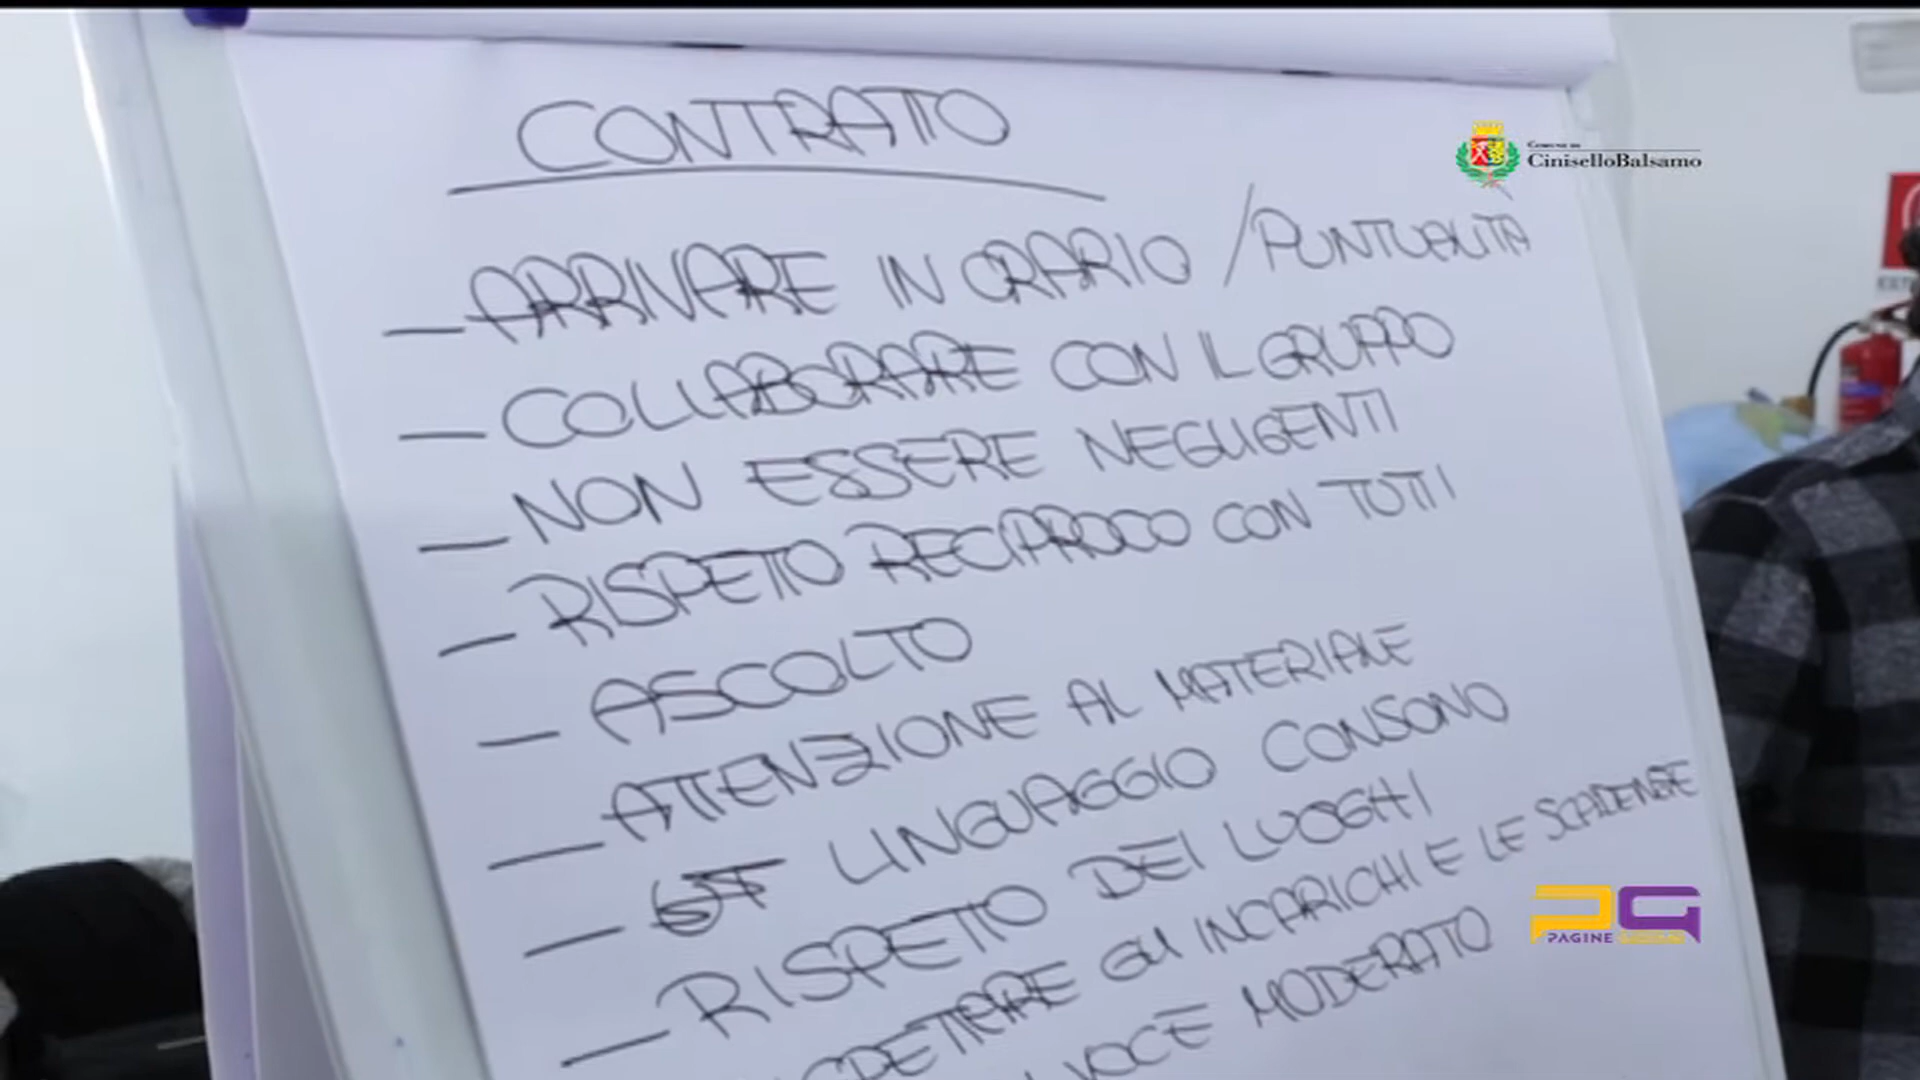 CONTRATTO
COMUNE DI
CiniselloBalsamo
— ARRIVARE IN ORARIO / PUNTUALITÀ
— COLLABORARE CON IL GRUPPO
— NON ESSERE NEGLIGENTI
— RISPETTO RECIPROCO CON TUTTI
— ASCOLTO
— ATTENZIONE AL MATERIALE
— LINGUAGGIO CONSONO
— RISPETTO DEI LUOGHI
GLI INCARICHI E LE SCADENZE
VOCE MODERATO
PG
PAGINE